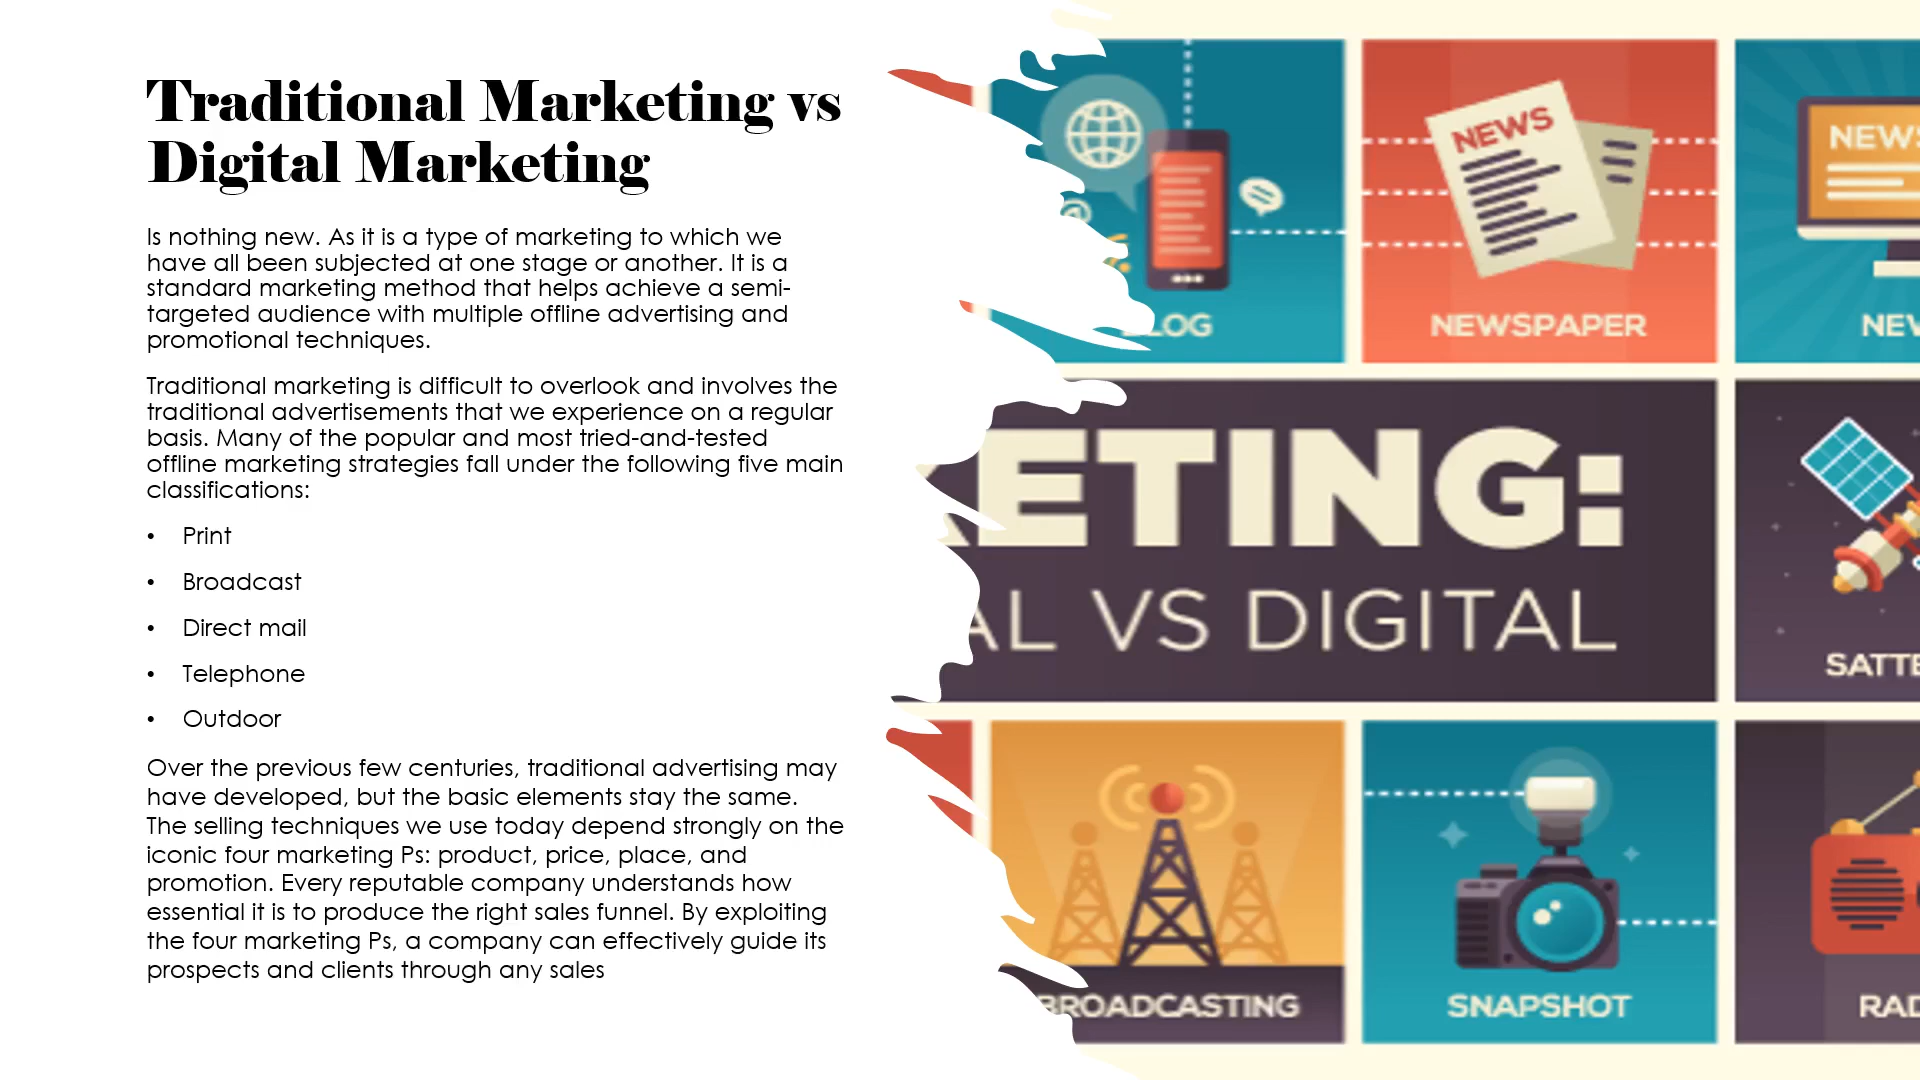 Traditional Marketing vs
Digital Marketing
Is nothing new. As it is a type of marketing to which we
have all been subjected at one stage or another. It is a
standard marketing method that helps achieve a semi-
targeted audience with multiple offline advertising and
promotional techniques.
Traditional marketing is difficult to overlook and involves the
traditional advertisements that we experience on a regular
basis. Many of the popular and most tried-and-tested
offline marketing strategies fall under the following five main
classifications:
• Print
• Broadcast
• Direct mail
• Telephone
• Outdoor
Over the previous few centuries, traditional advertising may
have developed, but the basic elements stay the same.
The selling techniques we use today depend strongly on the
iconic four marketing Ps: product, price, place, and
promotion. Every reputable company understands how
essential it is to produce the right sales funnel. By exploiting
the four marketing Ps, a company can effectively guide its
prospects and clients through any sales
NEWS
NEWSPAPER
ETING:
VS DIGITAL
BROADCASTING
SNAPSHOT